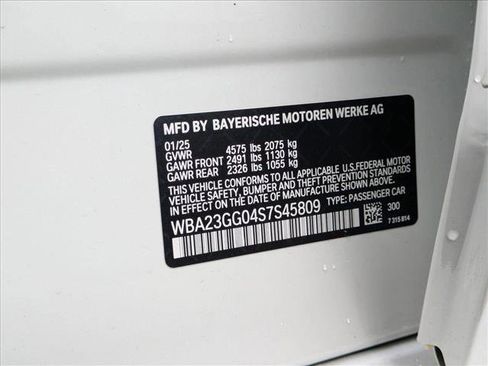 MFD BY BAYERISCHE MOTOREN WERKE AG
01/25
GVWR 4575 lbs 2075 kg
GAWR FRONT 2491 lbs 1130 kg
GAWR REAR 2326 lbs 1055 kg
THIS VEHICLE CONFORMS TO ALL APPLICABLE U.S.FEDERAL MOTOR
VEHICLE SAFETY, BUMPER AND THEFT PREVENTION STANDARDS
IN EFFECT ON THE DATE OF MANUFACTURE SHOWN ABOVE.
WBA23GG04S7S45809 TYPE: PASSENGER CAR
300
7 315 814